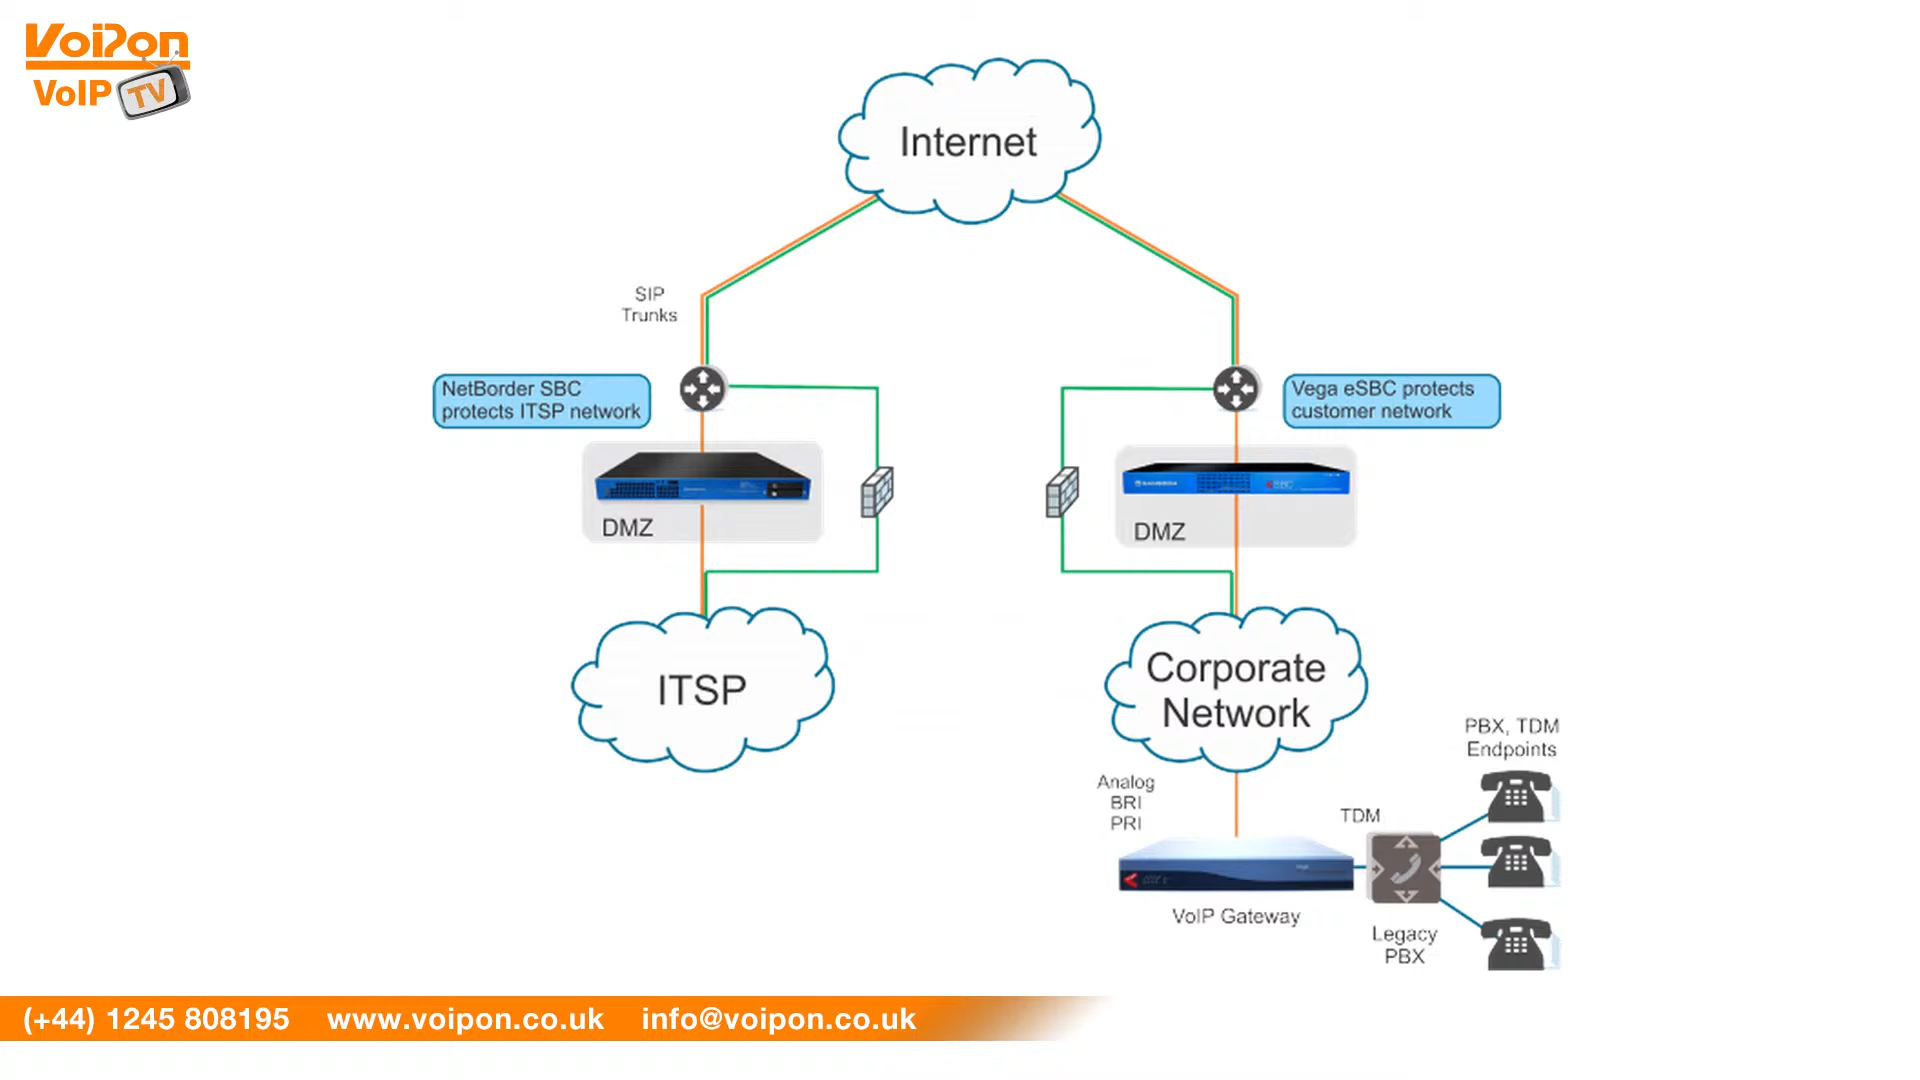 VoiPon
VoIP TV
Internet
SIP
Trunks
NetBorder SBC
protects ITSP network
Vega eSBC protects
customer network
DMZ
SBC
DMZ
ITSP
Corporate
Network
PBX, TDM
Endpoints
Analog
BRI
PRI
TDM
VoIP Gateway
Legacy
PBX
(+44) 1245 808195 www.voipon.co.uk info@voipon.co.uk